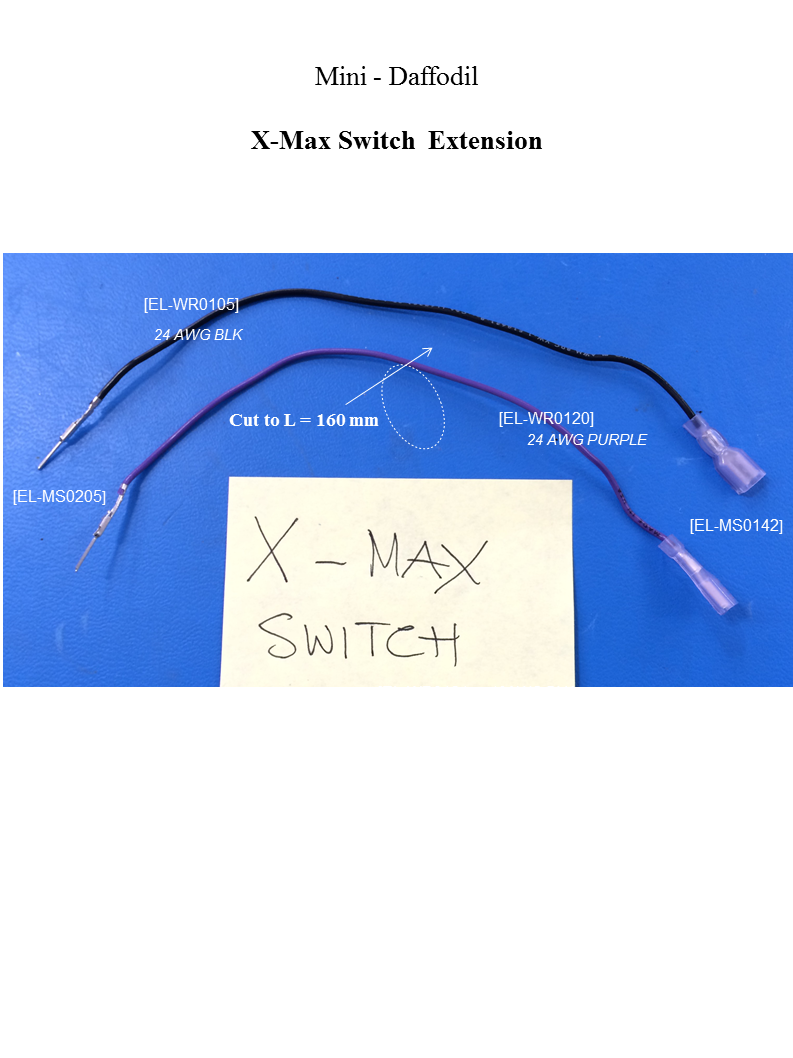 Mini - Daffodil
X-Max Switch Extension
[EL-WR0105]
24 AWG BLK
Cut to L = 160 mm
[EL-WR0120]
24 AWG PURPLE
[EL-MS0205]
[EL-MS0142]
X - MAX
SWITCH